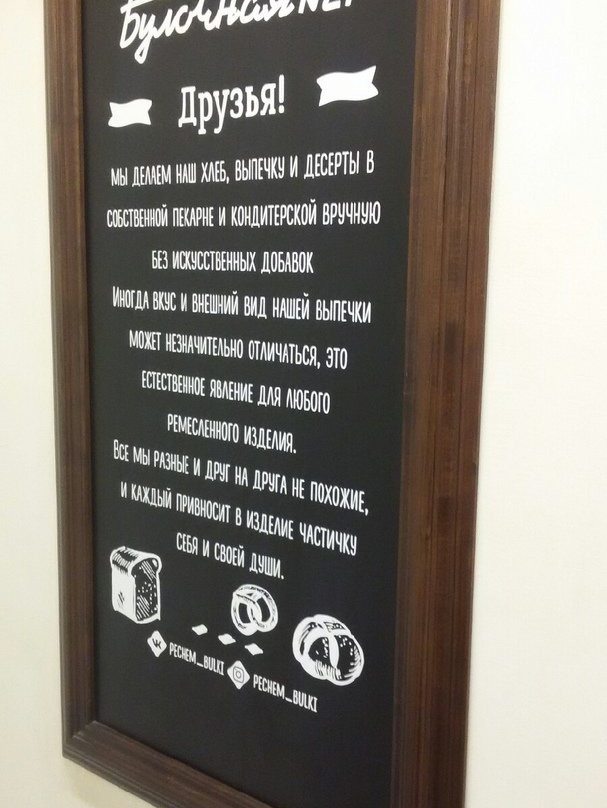 Булочная №1
Друзья!
мы делаем наш хлеб, выпечку и десерты в
собственной пекарне и кондитерской вручную
без искусственных добавок
Иногда вкус и внешний вид нашей выпечки
может незначительно отличаться, это
естественное явление для любого
ремесленного изделия.
Все мы разные и друг на друга не похожие,
и каждый привносит в изделие частичку
себя и своей души.
PECHEM_BULKI PECHEM_BULKI